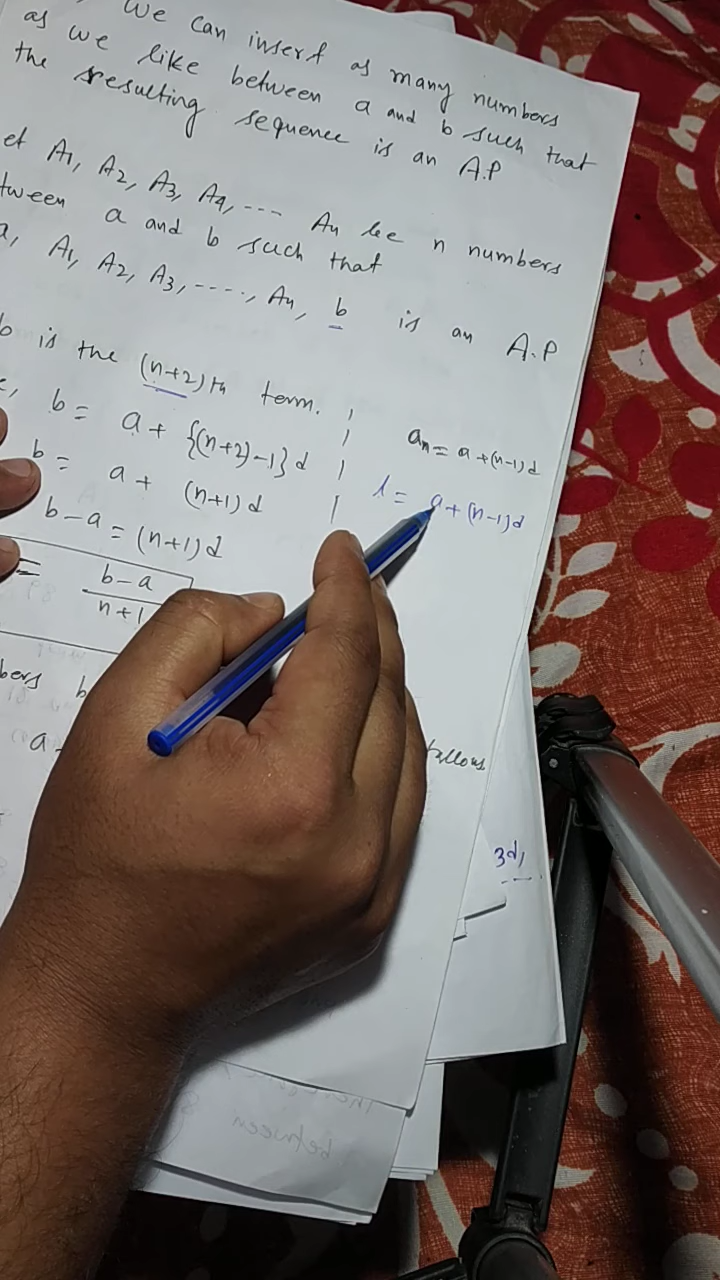 We can insert as many numbers
as we like between a and b such that
the resulting sequence is an A.P
et A₁, A₂, A₃, A₄, --- An be n numbers
tween a and b such that
a, A₁, A₂, A₃, ----, An, b is an A.P
b is the (n+2)th term.
b = a + {(n+2)-1}d
b = a + (n+1)d
b-a = (n+1)d
= b-a / n+1
an = a+(n-1)d
l = a+(n-1)d
bers b
a
follows
3d,
between